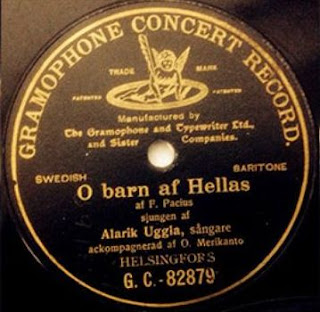 GRAMOPHONE CONCERT RECORD.
TRADE MARK
PATENTED PATENTED
Manufactured by
The Gramophone and Typewriter Ltd.,
and Sister Companies.
SWEDISH BARITONE
O barn af Hellas
af F. Pacius
sjungen af
Alarik Uggla, sångare
ackompagnerad af O. Merikanto
HELSINGFORS
G. C.-82879